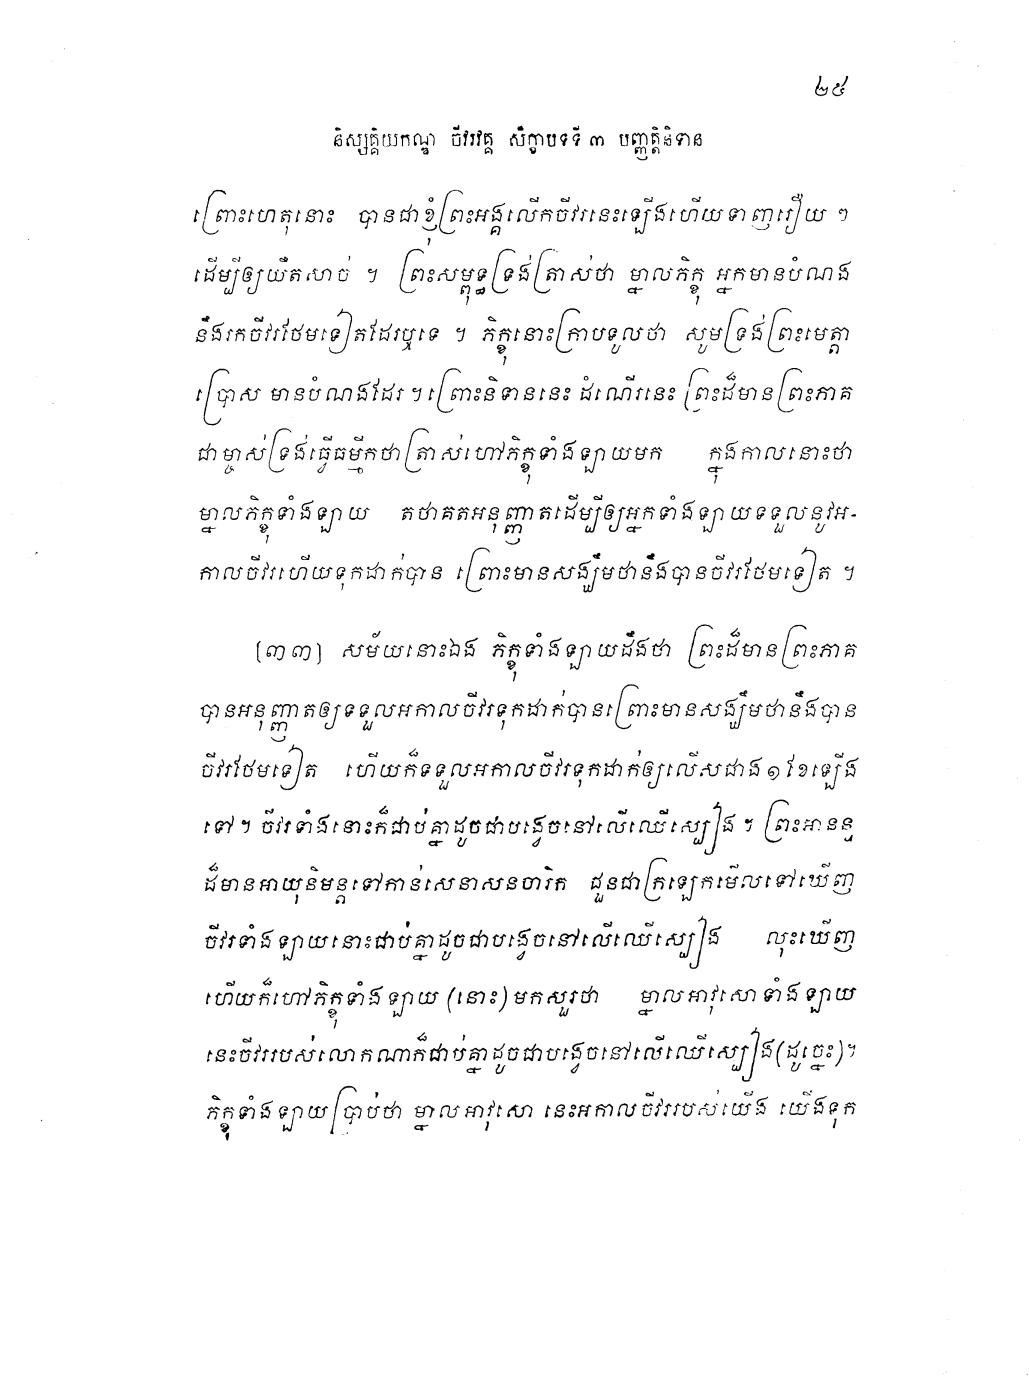 ២៥
និស្សគ្គិយកណ្ឌ ចីវរវគ្គ សិក្ខាបទទី ៣ បញ្ញត្តិនិទាន
ព្រោះហេតុនោះ បានជាខ្ញុំព្រះអង្គលើកចីវរនេះឡើងហើយទាញរឿយ ៗ
ដើម្បីឲ្យយឺតសាច់ ។ ព្រះសម្ពុទ្ធទ្រង់ត្រាស់ថា ម្នាលភិក្ខុ អ្នកមានបំណង
នឹងរកចីវរថែមទៀតដែរឬទេ ។ ភិក្ខុនោះក្រាបទូលថា សូមទ្រង់ព្រះមេត្តា
ប្រោស មានបំណងដែរ ។ ព្រោះនិទាននេះ ដំណើរនេះ ព្រះដ៏មានព្រះភាគ
ជាម្ចាស់ទ្រង់ធ្វើធម្មីកថាត្រាស់ហៅភិក្ខុទាំងឡាយមក ក្នុងកាលនោះថា
ម្នាលភិក្ខុទាំងឡាយ តថាគតអនុញ្ញាតដើម្បីឲ្យអ្នកទាំងឡាយទទួលនូវអ-
កាលចីវរហើយទុកដាក់បាន ព្រោះមានសង្ឃឹមថានឹងបានចីវរថែមទៀត ។
[៣៣] សម័យនោះឯង ភិក្ខុទាំងឡាយដឹងថា ព្រះដ៏មានព្រះភាគ
បានអនុញ្ញាតឲ្យទទួលអកាលចីវរទុកដាក់បានព្រោះមានសង្ឃឹមថានឹងបាន
ចីវរថែមទៀត ហើយក៏ទទួលអកាលចីវរទុកដាក់ឲ្យលើសជាង១ ខែឡើង
ទៅ ។ ចីវរទាំងនោះក៏ជាប់គ្នាដូចជាបង្វេចនៅលើឈើស្បៀង ។ ព្រះអានន្ទ
ដ៏មានអាយុនិមន្តទៅកាន់សេនាសនចារិក ជួនជាក្រឡេកមើលទៅឃើញ
ចីវរទាំងឡាយនោះជាប់គ្នាដូចជាបង្វេចនៅលើឈើស្បៀង លុះឃើញ
ហើយក៏ហៅភិក្ខុទាំងឡាយ (នោះ) មកសួរថា ម្នាលអាវុសោទាំងឡាយ
នេះចីវររបស់លោកណាក៏ជាប់គ្នាដូចជាបង្វេចនៅលើឈើស្បៀង(ដូច្នេះ)។
ភិក្ខុទាំងឡាយប្រាប់ថា ម្នាលអាវុសោ នេះអកាលចីវររបស់យើង យើងទុក